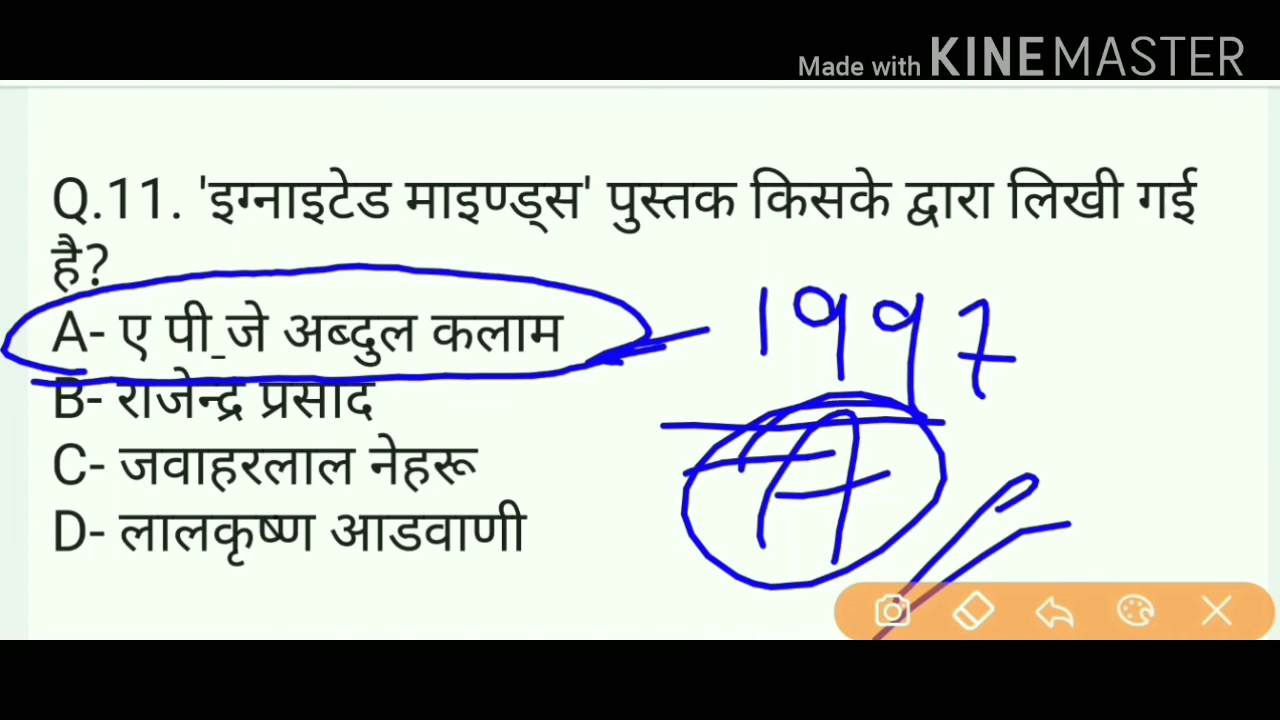 Made with KINEMASTER
Q.11. 'इग्नाइटेड माइण्ड्स' पुस्तक किसके द्वारा लिखी गई
है?
A- ए पी जे अब्दुल कलाम
1997
B- राजेन्द्र प्रसाद
C- जवाहरलाल नेहरू
D- लालकृष्ण आडवाणी